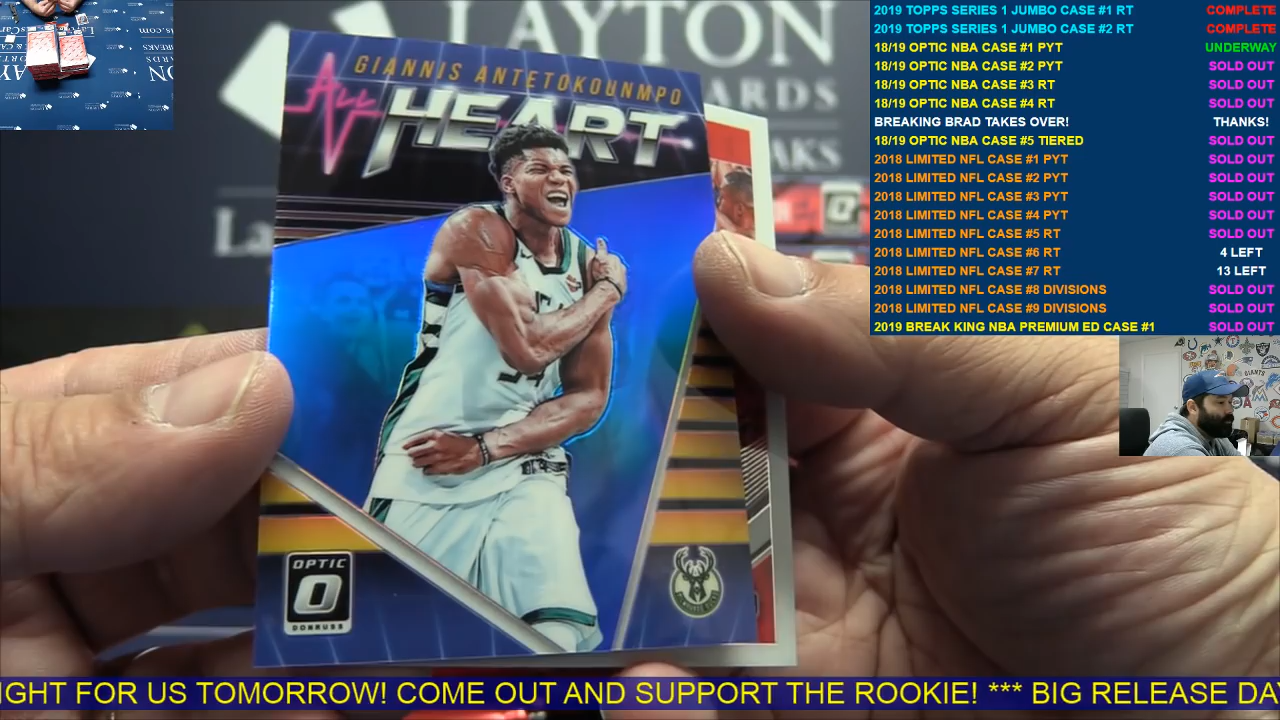 LAYTON
ARDS
AKS
La
GIANNIS ANTETOKOUNMPO
All
HEART
OPTIC
O
DONRUSS
2019 TOPPS SERIES 1 JUMBO CASE #1 RT COMPLETE
2019 TOPPS SERIES 1 JUMBO CASE #2 RT COMPLETE
18/19 OPTIC NBA CASE #1 PYT UNDERWAY
18/19 OPTIC NBA CASE #2 PYT SOLD OUT
18/19 OPTIC NBA CASE #3 RT SOLD OUT
18/19 OPTIC NBA CASE #4 RT SOLD OUT
BREAKING BRAD TAKES OVER! THANKS!
18/19 OPTIC NBA CASE #5 TIERED SOLD OUT
2018 LIMITED NFL CASE #1 PYT SOLD OUT
2018 LIMITED NFL CASE #2 PYT SOLD OUT
2018 LIMITED NFL CASE #3 PYT SOLD OUT
2018 LIMITED NFL CASE #4 PYT SOLD OUT
2018 LIMITED NFL CASE #5 RT SOLD OUT
2018 LIMITED NFL CASE #6 RT 4 LEFT
2018 LIMITED NFL CASE #7 RT 13 LEFT
2018 LIMITED NFL CASE #8 DIVISIONS SOLD OUT
2018 LIMITED NFL CASE #9 DIVISIONS SOLD OUT
2019 BREAK KING NBA PREMIUM ED CASE #1 SOLD OUT
GIANTS
IGHT FOR US TOMORROW! COME OUT AND SUPPORT THE ROOKIE! *** BIG RELEASE DAY